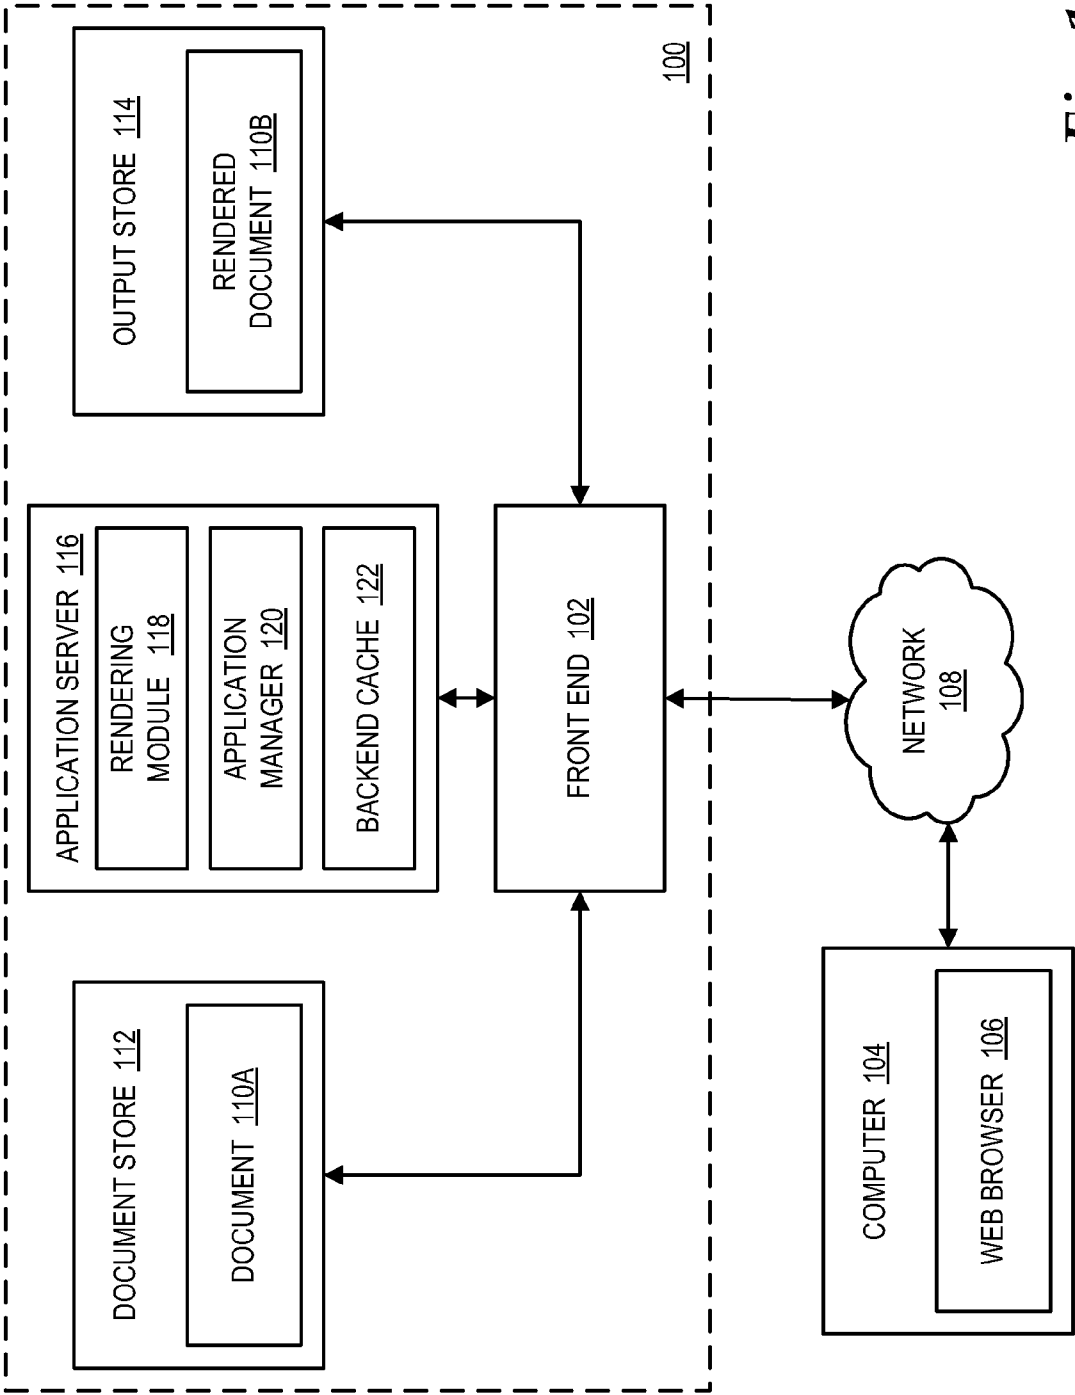 DOCUMENT STORE 112
DOCUMENT 110A
APPLICATION SERVER 116
RENDERING
MODULE 118
APPLICATION
MANAGER 120
BACKEND CACHE 122
OUTPUT STORE 114
RENDERED
DOCUMENT 110B
FRONT END 102
100
NETWORK
108
COMPUTER 104
WEB BROWSER 106